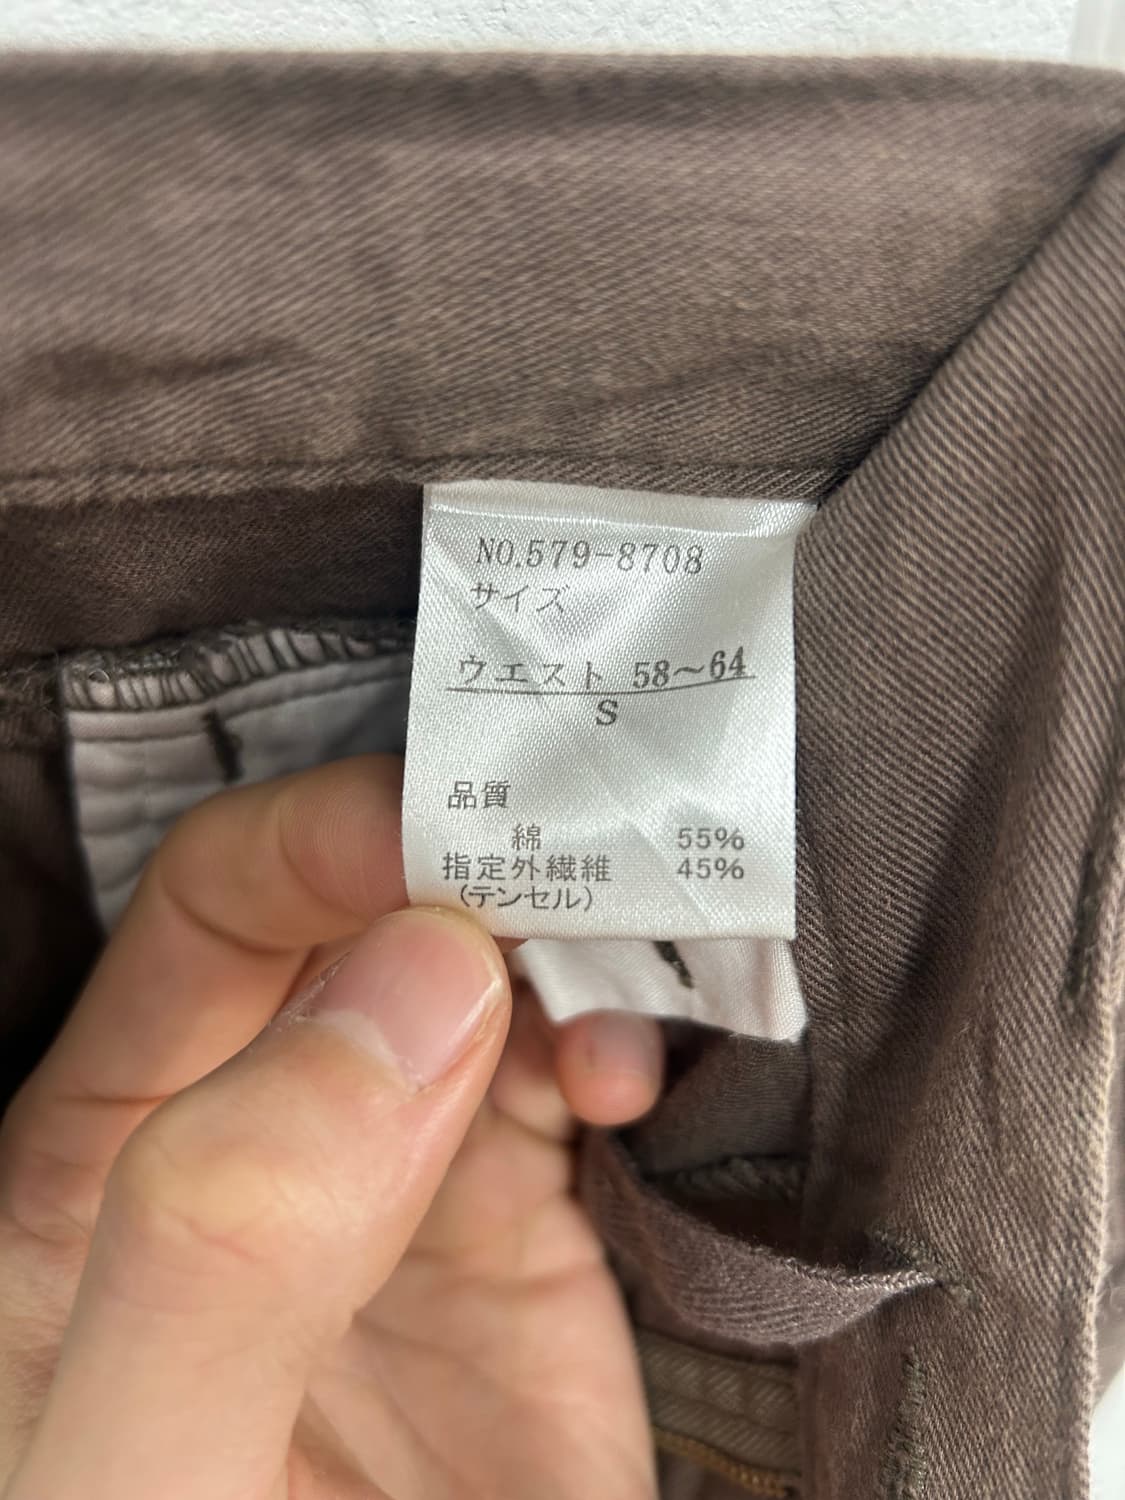 NO.579-8708
サイズ
ウエスト 58〜64
S
品質
綿 55%
指定外繊維 45%
(テンセル)